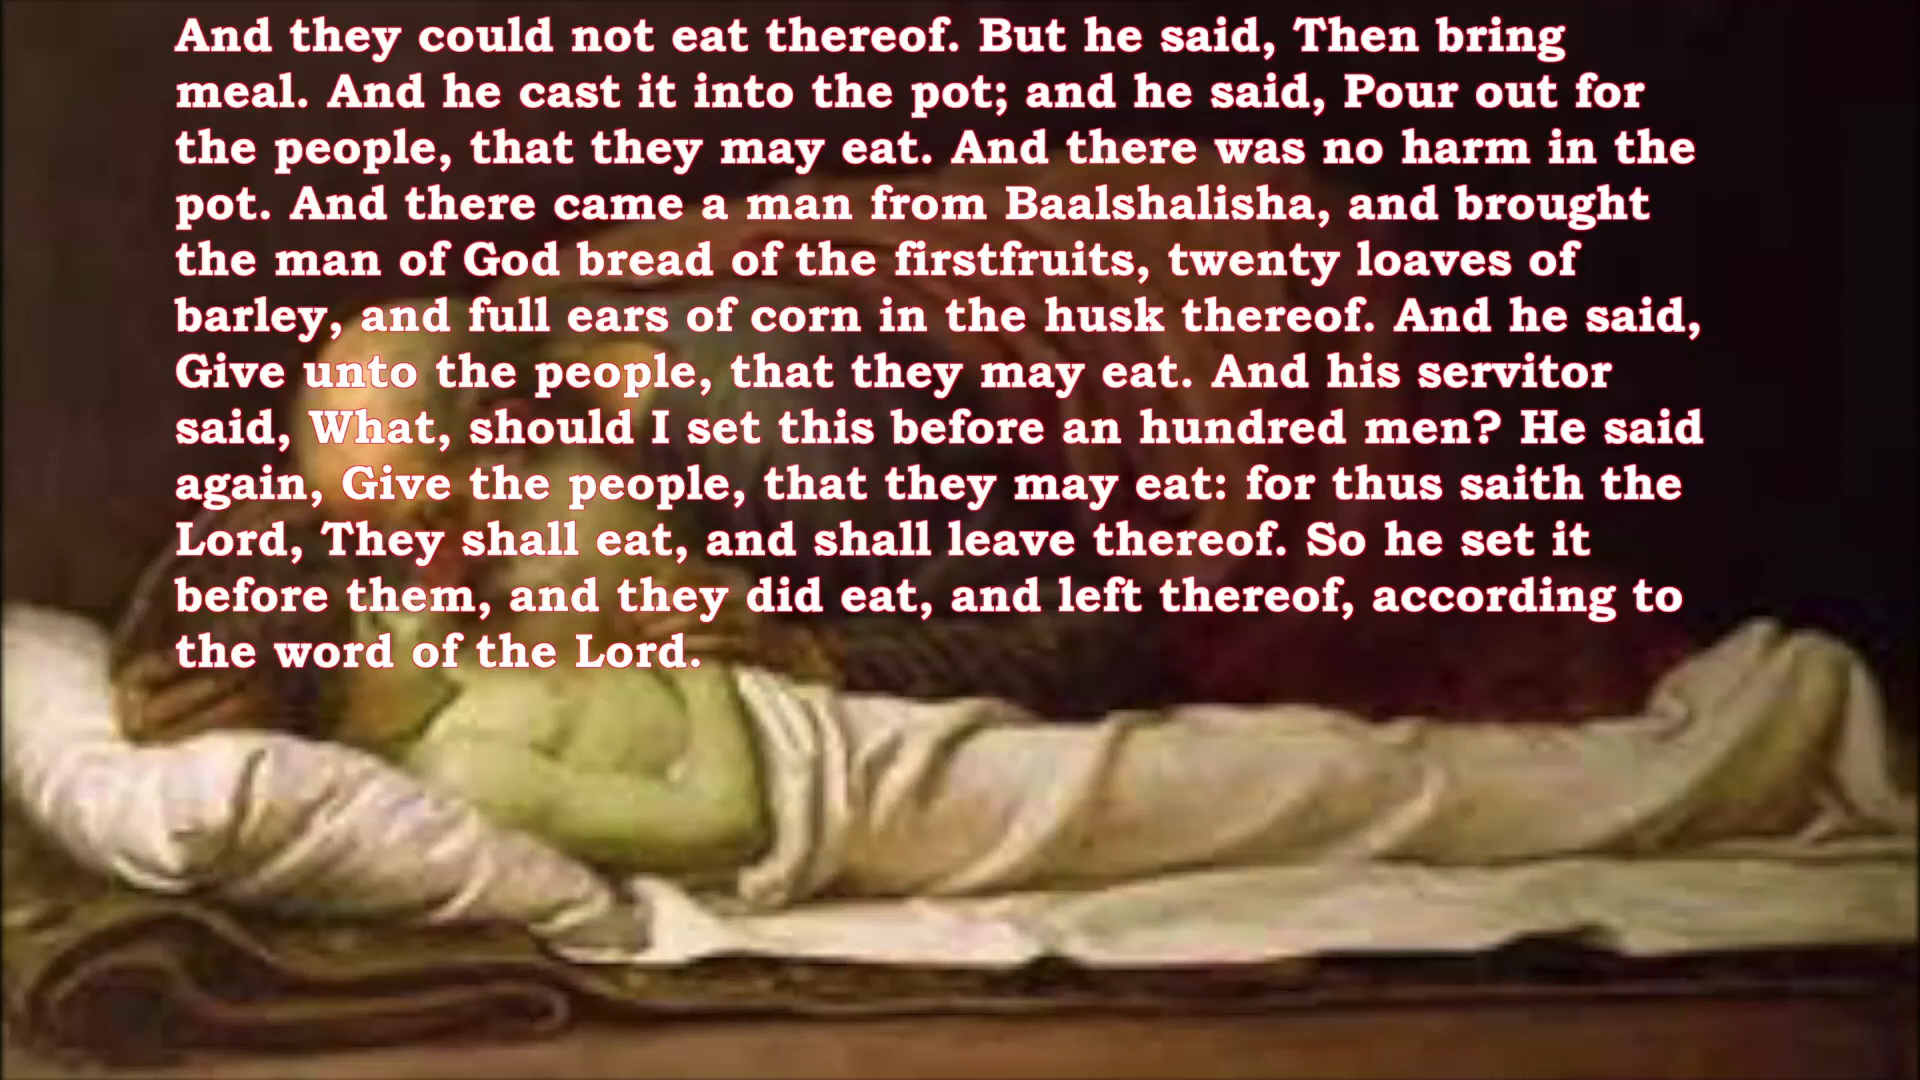 And they could not eat thereof. But he said, Then bring
meal. And he cast it into the pot; and he said, Pour out for
the people, that they may eat. And there was no harm in the
pot. And there came a man from Baalshalisha, and brought
the man of God bread of the firstfruits, twenty loaves of
barley, and full ears of corn in the husk thereof. And he said,
Give unto the people, that they may eat. And his servitor
said, What, should I set this before an hundred men? He said
again, Give the people, that they may eat: for thus saith the
Lord, They shall eat, and shall leave thereof. So he set it
before them, and they did eat, and left thereof, according to
the word of the Lord.